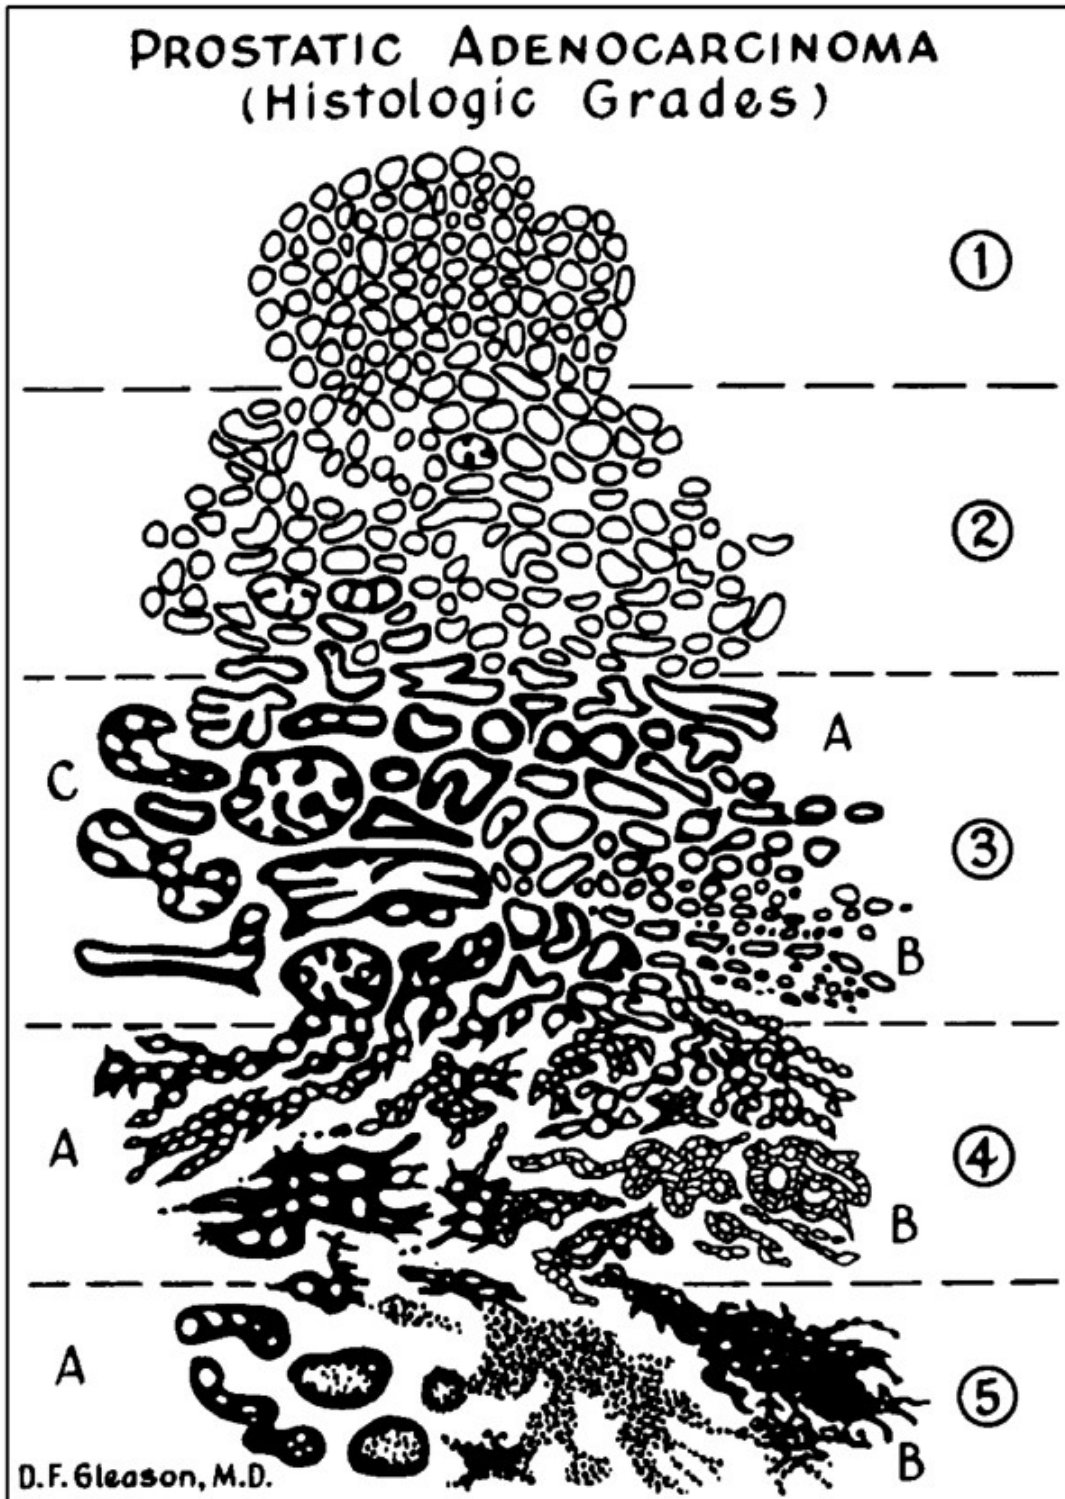 PROSTATIC ADENOCARCINOMA
(Histologic Grades)
1
2
A
C
3
B
A
4
B
A
5
B
D.F. Gleason, M.D.